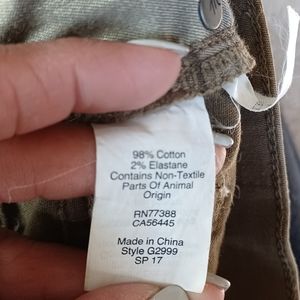 98% Cotton
2% Elastane
Contains Non-Textile
Parts Of Animal
Origin
RN77388
CA56445
Made in China
Style G2999
SP 17